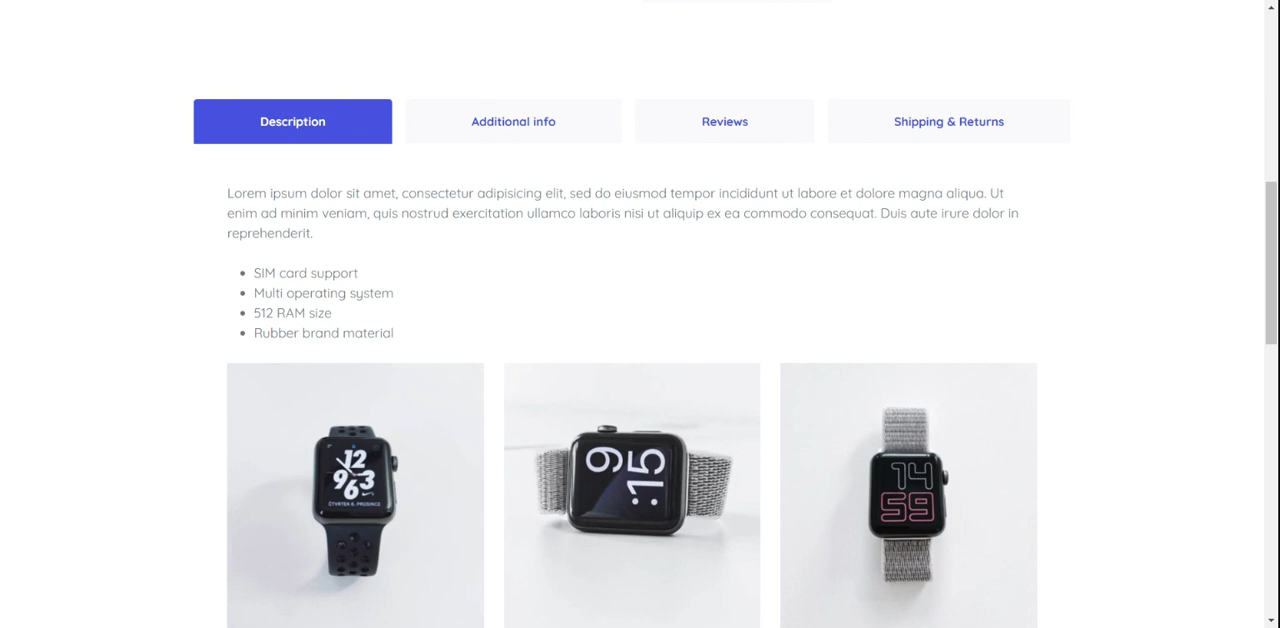 Description
Additional info
Reviews
Shipping & Returns
Lorem ipsum dolor sit amet, consectetur adipisicing elit, sed do eiusmod tempor incididunt ut labore et dolore magna aliqua. Ut
enim ad minim veniam, quis nostrud exercitation ullamco laboris nisi ut aliquip ex ea commodo consequat. Duis aute irure dolor in
reprehenderit.
SIM card support
Multi operating system
512 RAM size
Rubber brand material
12
9 3
6
ČTVRTEK 6. PROSINCE
9
:15
14
59